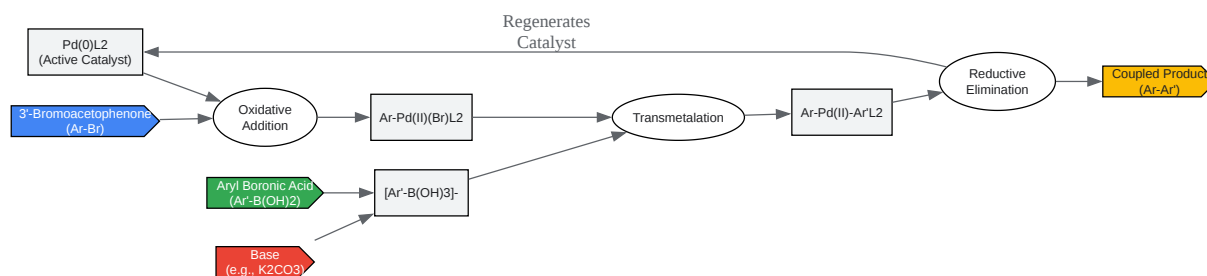 Regenerates
Catalyst
Pd(0)L2
(Active Catalyst)
3'-Bromoacetophenone
(Ar-Br)
Oxidative
Addition
Ar-Pd(II)(Br)L2
Aryl Boronic Acid
(Ar'-B(OH)2)
Base
(e.g., K2CO3)
[Ar'-B(OH)3]-
Transmetalation
Ar-Pd(II)-Ar'L2
Reductive
Elimination
Coupled Product
(Ar-Ar')